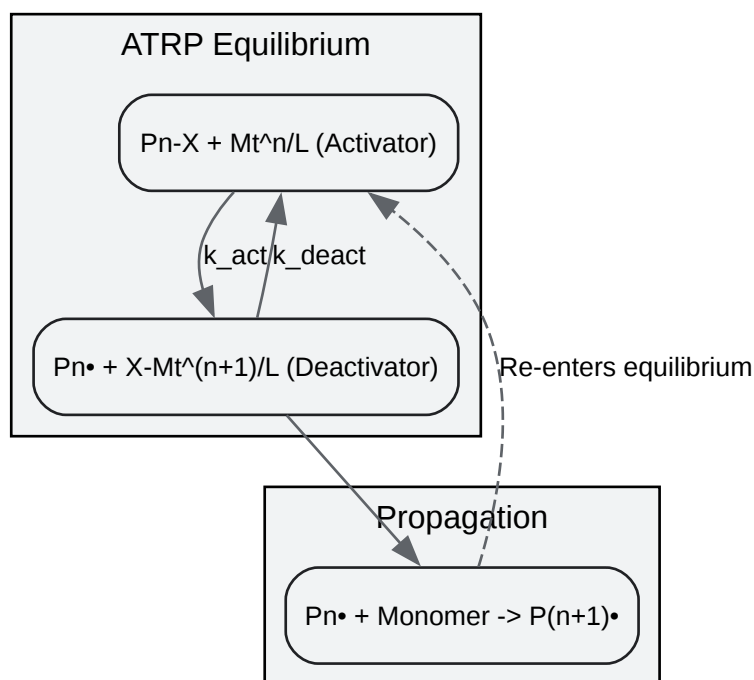 ATRP Equilibrium
Pn-X + Mt^n/L (Activator)
k_act
k_deact
Pn• + X-Mt^(n+1)/L (Deactivator)
Re-enters equilibrium
Propagation
Pn• + Monomer -> P(n+1)•